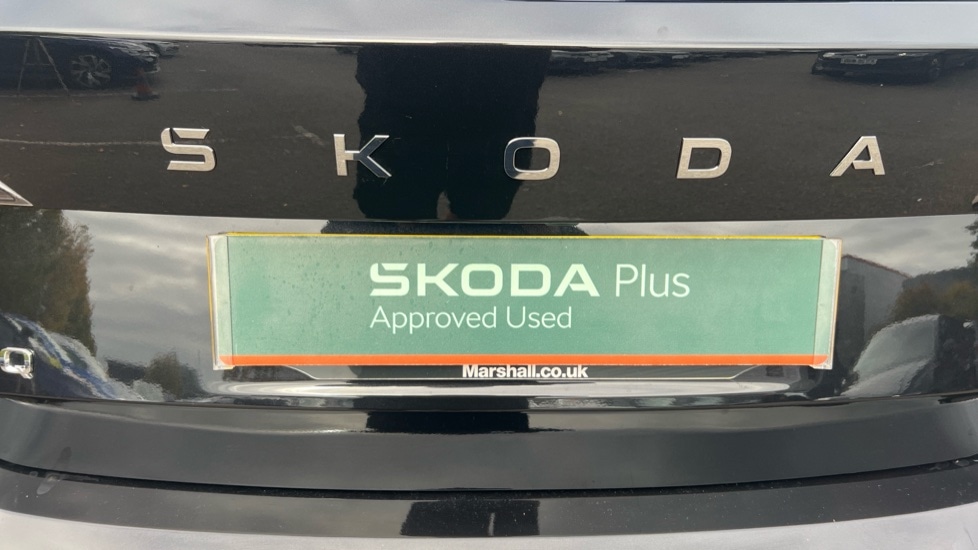 SKODA
SKODA Plus
Approved Used
Q
Marshall.co.uk